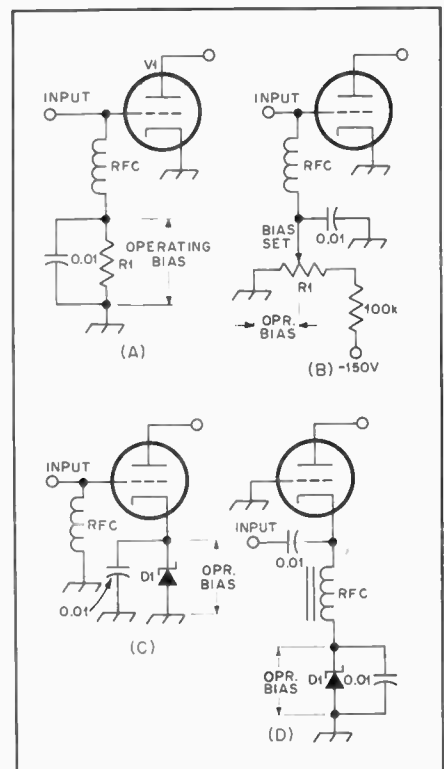 V1
INPUT
RFC
0.01
R1
OPERATING
BIAS
(A)
INPUT
RFC
BIAS
SET
0.01
R1
OPR.
BIAS
100k
(B)
-150V
INPUT
RFC
0.01
D1
OPR.
BIAS
(C)
INPUT
0.01
RFC
OPR.
BIAS
D1
0.01
(D)